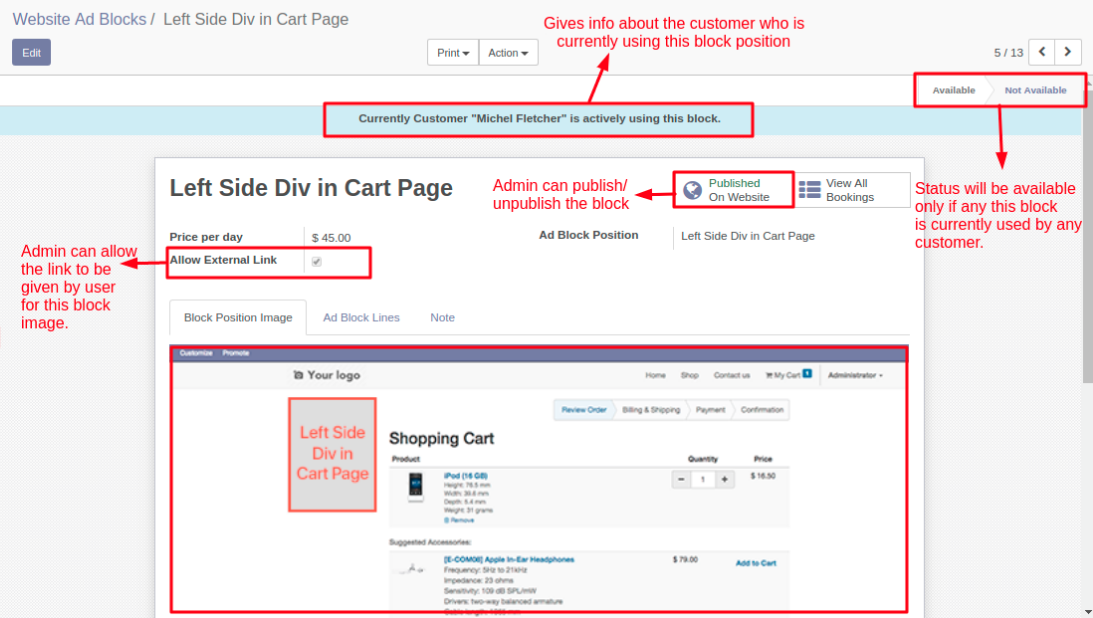 Website Ad Blocks / Left Side Div in Cart Page
Gives info about the customer who is
currently using this block position
Edit
Print
Action
5 / 13
Available
Not Available
Currently Customer "Michel Fletcher" is actively using this block.
Left Side Div in Cart Page
Admin can publish/
unpublish the block
Published
On Website
View All
Bookings
Status will be available
only if any this block
is currently used by any
customer.
Price per day
$ 45.00
Ad Block Position
Left Side Div in Cart Page
Admin can allow
the link to be
given by user
for this block
image.
Allow External Link
Block Position Image
Ad Block Lines
Note
Customize Promote
Your logo
Home
Shop
Contact us
My Cart
Administrator
Review Order
Billing & Shipping
Payment
Confirmation
Left Side
Div in
Cart Page
Shopping Cart
Product
Quantity
Price
iPod (16 GB)
Height: 76.5 mm
Width: 39.6 mm
Depth: 5.4 mm
Weight: 31 grams
Remove
- 1 +
$ 16.50
Suggested Accessories:
[E-COM08] Apple In-Ear Headphones
$ 79.00
Add to Cart
Frequency: 5Hz to 21kHz
Impedance: 23 ohms
Sensitivity: 109 dB SPL/mW
Drivers: two-way balanced armature